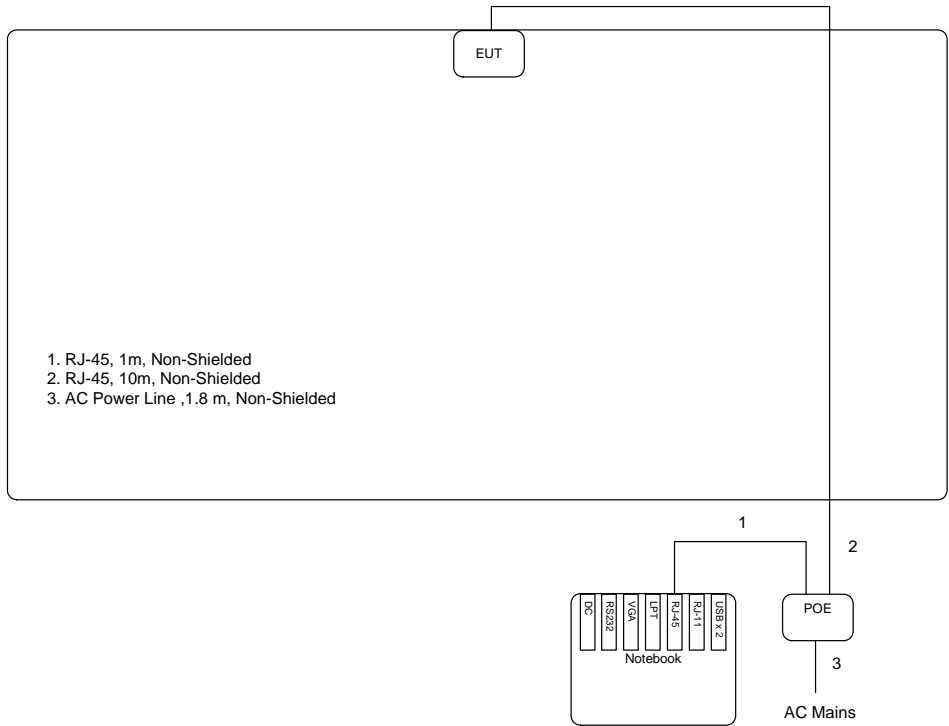 EUT
1. RJ-45, 1m, Non-Shielded
2. RJ-45, 10m, Non-Shielded
3. AC Power Line ,1.8 m, Non-Shielded
1
2
DC
RS232
VGA
LPT
RJ-45
RJ-11
USB x 2
POE
Notebook
3
AC Mains